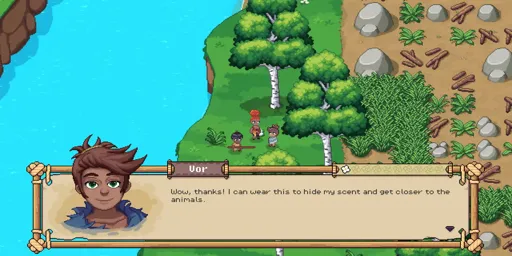 Vor
Wow, thanks! I can wear this to hide my scent and get closer to the
animals.